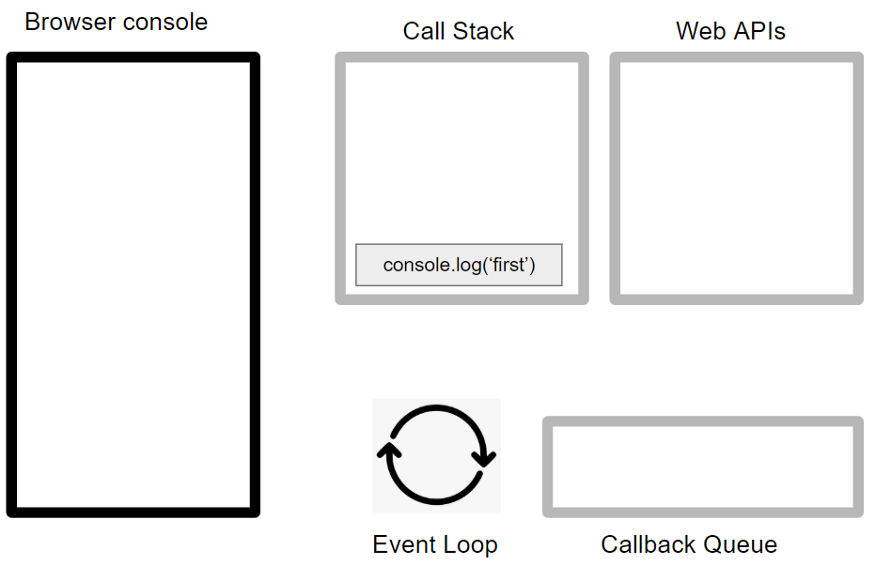 Browser console
Call Stack
Web APIs
console.log(‘first’)
Event Loop
Callback Queue